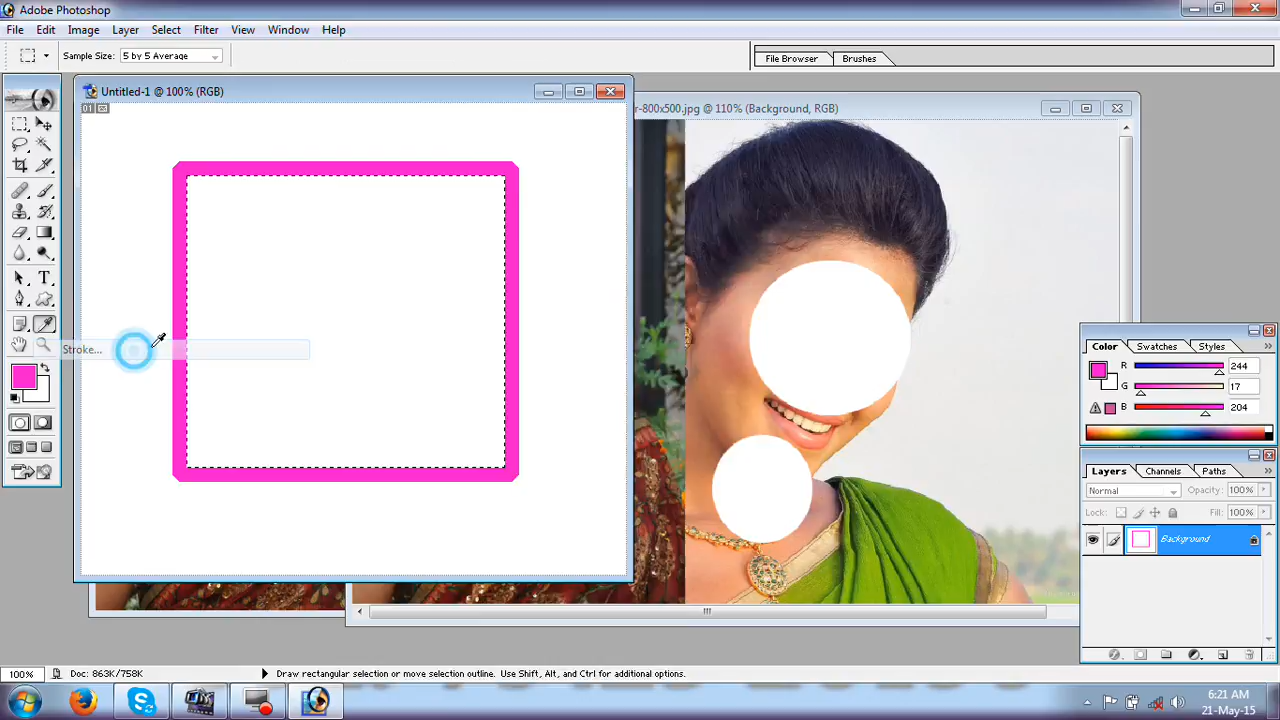 Adobe Photoshop
File Edit Image Layer Select Filter View Window Help
Sample Size: 5 by 5 Average
File Browser Brushes
Untitled-1 @ 100% (RGB)
r-800x500.jpg @ 110% (Background, RGB)
01
Stroke...
Color Swatches Styles
R 244
G 17
B 204
Layers Channels Paths
Normal Opacity: 100%
Lock: Fill: 100%
Background
100% Doc: 863K/758K Draw rectangular selection or move selection outline. Use Shift, Alt, and Ctrl for additional options.
6:21 AM
21-May-15